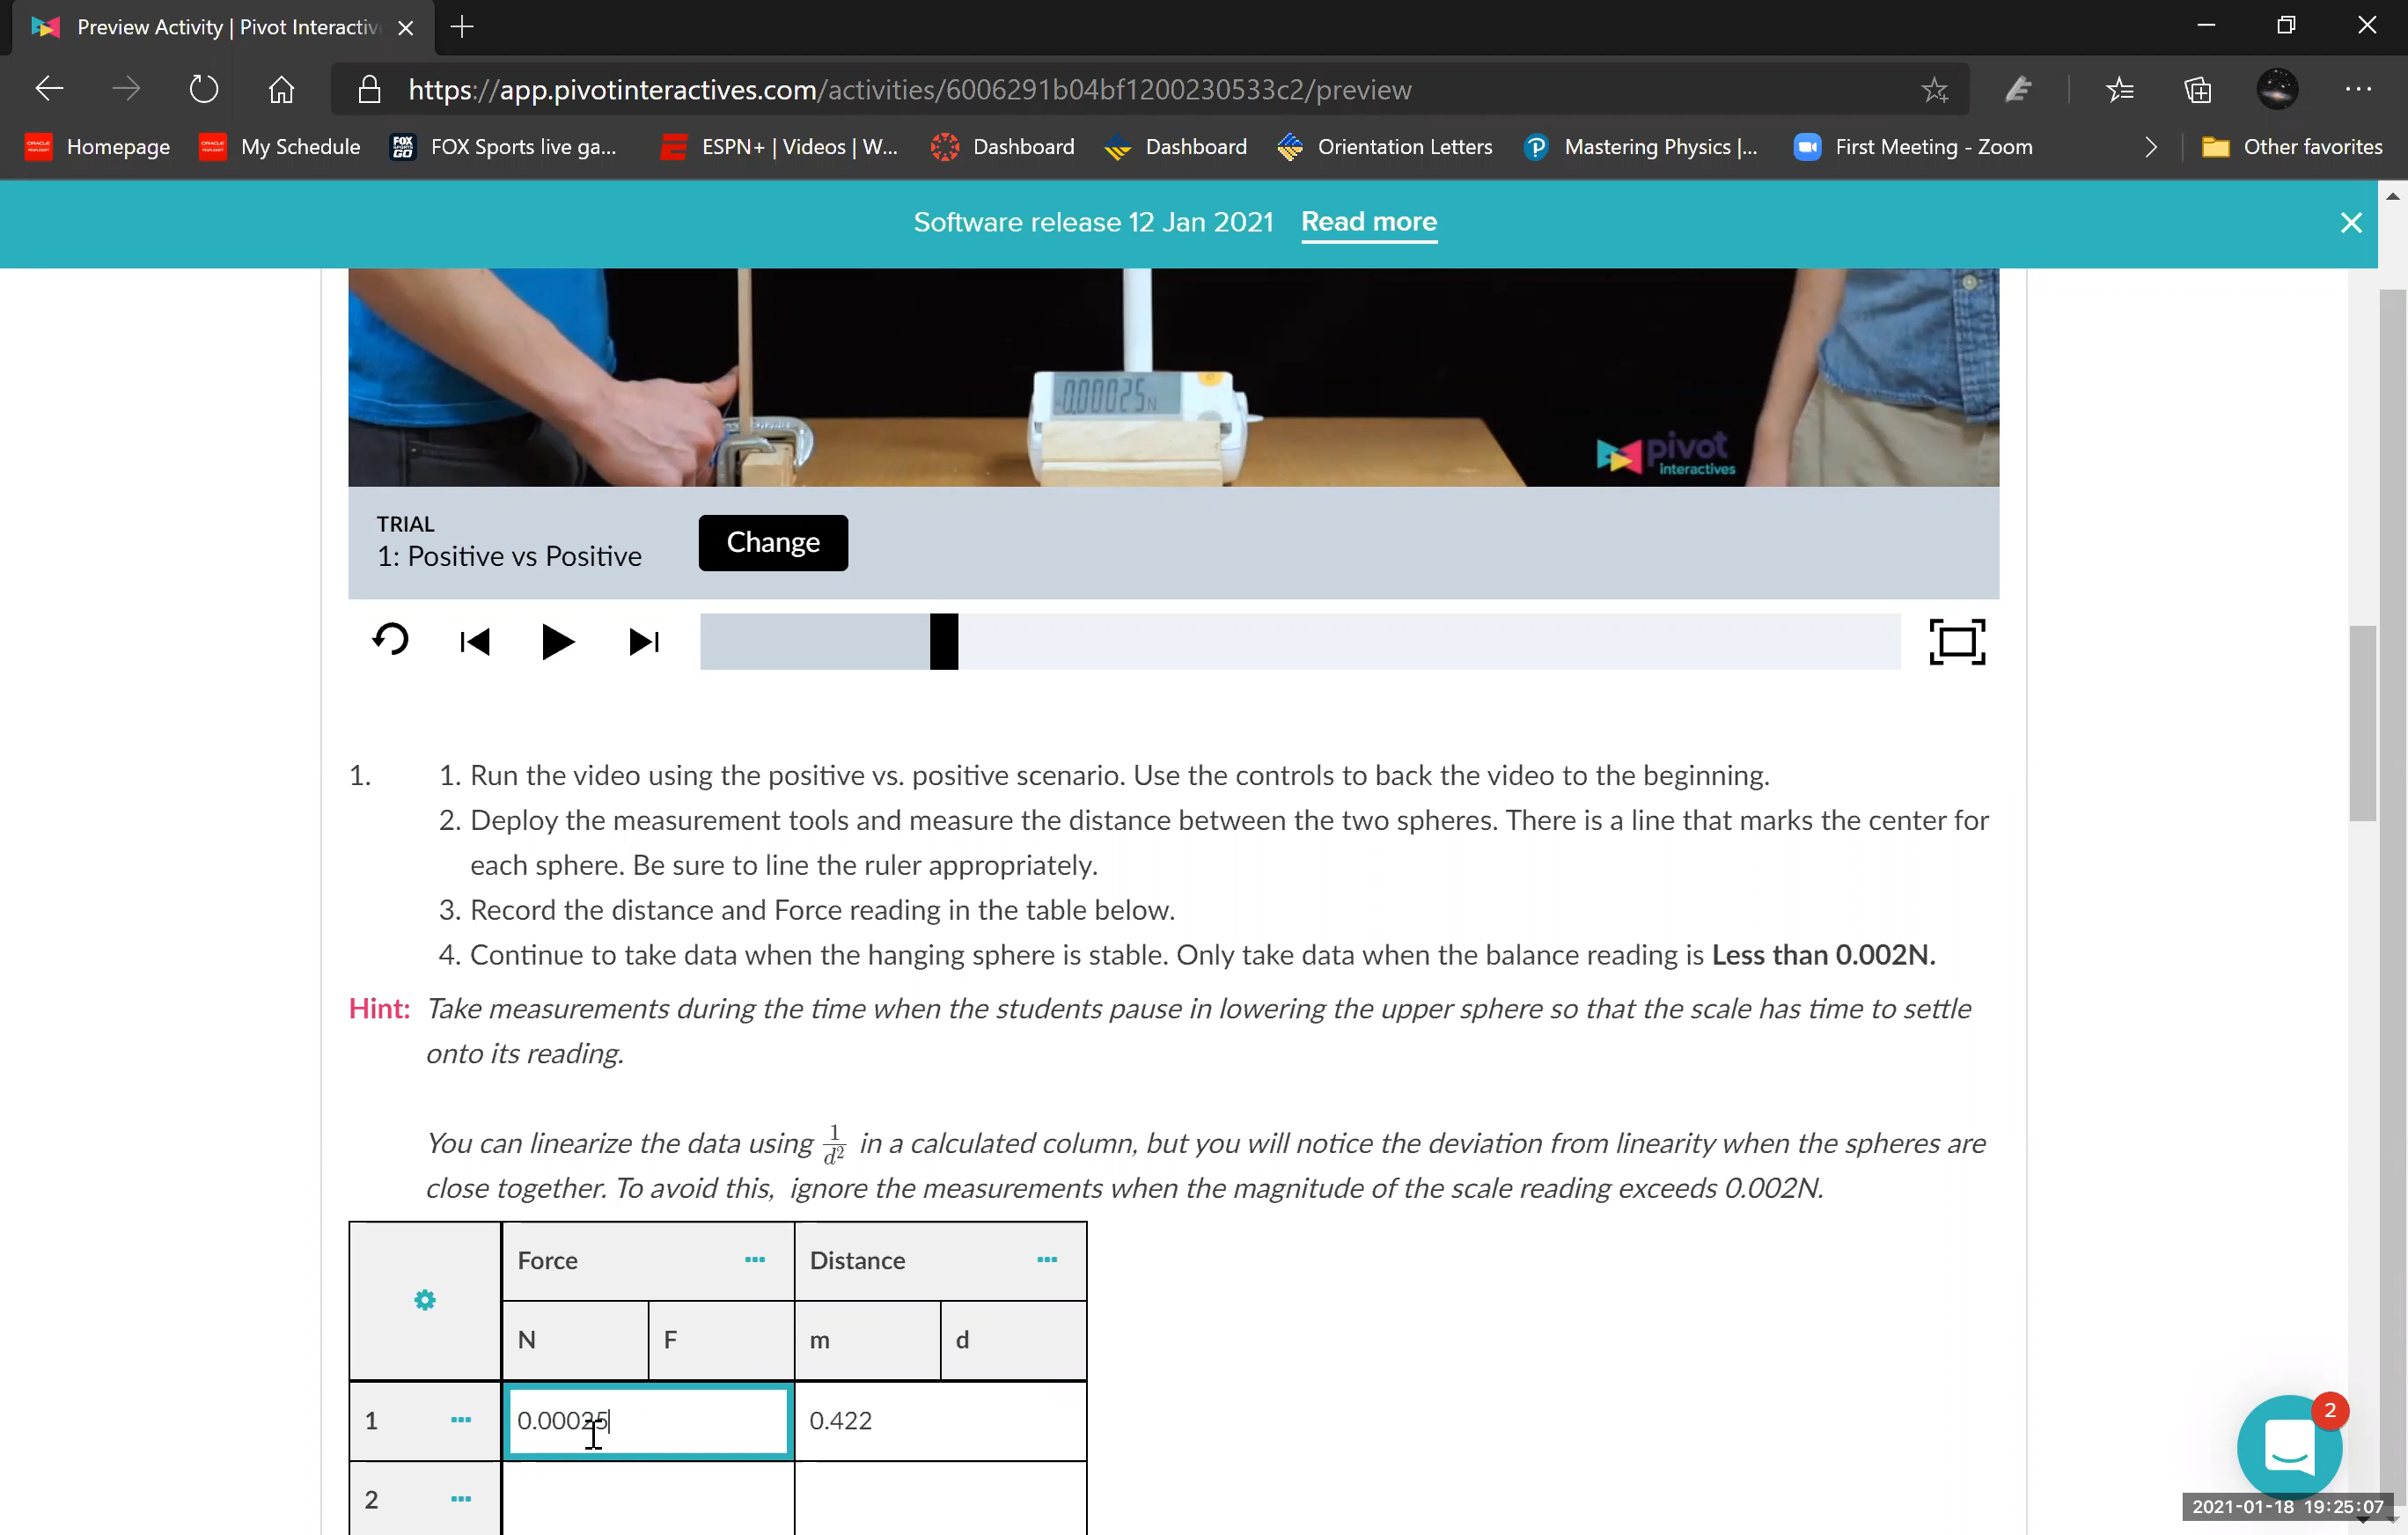 Preview Activity | Pivot Interactiv
https://app.pivotinteractives.com/activities/6006291b04bf1200230533c2/preview
Homepage My Schedule FOX Sports live ga... ESPN+ | Videos | W... Dashboard Dashboard Orientation Letters Mastering Physics |... First Meeting - Zoom Other favorites
Software release 12 Jan 2021 Read more
0.00025N
pivot
interactives
TRIAL
1: Positive vs Positive
Change
1. 1. Run the video using the positive vs. positive scenario. Use the controls to back the video to the beginning.
2. Deploy the measurement tools and measure the distance between the two spheres. There is a line that marks the center for
each sphere. Be sure to line the ruler appropriately.
3. Record the distance and Force reading in the table below.
4. Continue to take data when the hanging sphere is stable. Only take data when the balance reading is Less than 0.002N.
Hint: Take measurements during the time when the students pause in lowering the upper sphere so that the scale has time to settle
onto its reading.
You can linearize the data using 1/d² in a calculated column, but you will notice the deviation from linearity when the spheres are
close together. To avoid this, ignore the measurements when the magnitude of the scale reading exceeds 0.002N.
Force ... Distance ...
N F m d
1 ... 0.00025 0.422
2 ...
2
2021-01-18 19:25:07